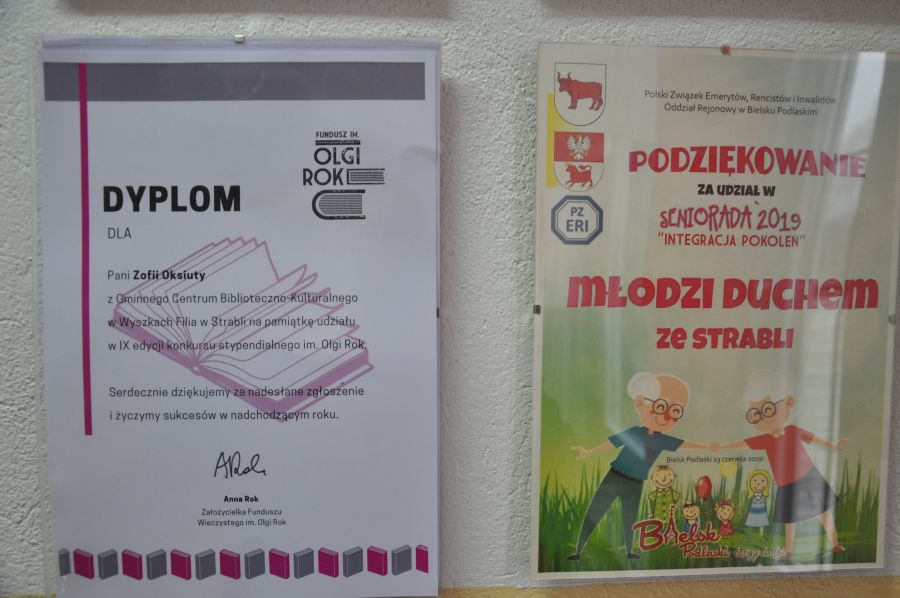 FUNDUSZ IM.
OLGI
ROK
DYPLOM
DLA
Pani Zofii Oksiuty
z Gminnego Centrum Biblioteczno-Kulturalnego
w Wyszkach Filia w Strabli na pamiątkę udziału
w IX edycji konkursu stypendialnego im. Olgi Rok.
Serdecznie dziękujemy za nadesłane zgłoszenie
i życzymy sukcesów w nadchodzącym roku.
Anna Rok
Założycielka Funduszu
Wieczystego im. Olgi Rok
Polski Związek Emerytów, Rencistów i Inwalidów
Oddział Rejonowy w Bielsku Podlaskim
PODZIĘKOWANIE
ZA UDZIAŁ W
SENIORADA'2019
"INTEGRACJA POKOLEŃ"
PZ
ERI
MŁODZI DUCHEM
ZE STRABLI
Bielsk Podlaski 23 czerwca 2019r.
Bielsk
Podlaski